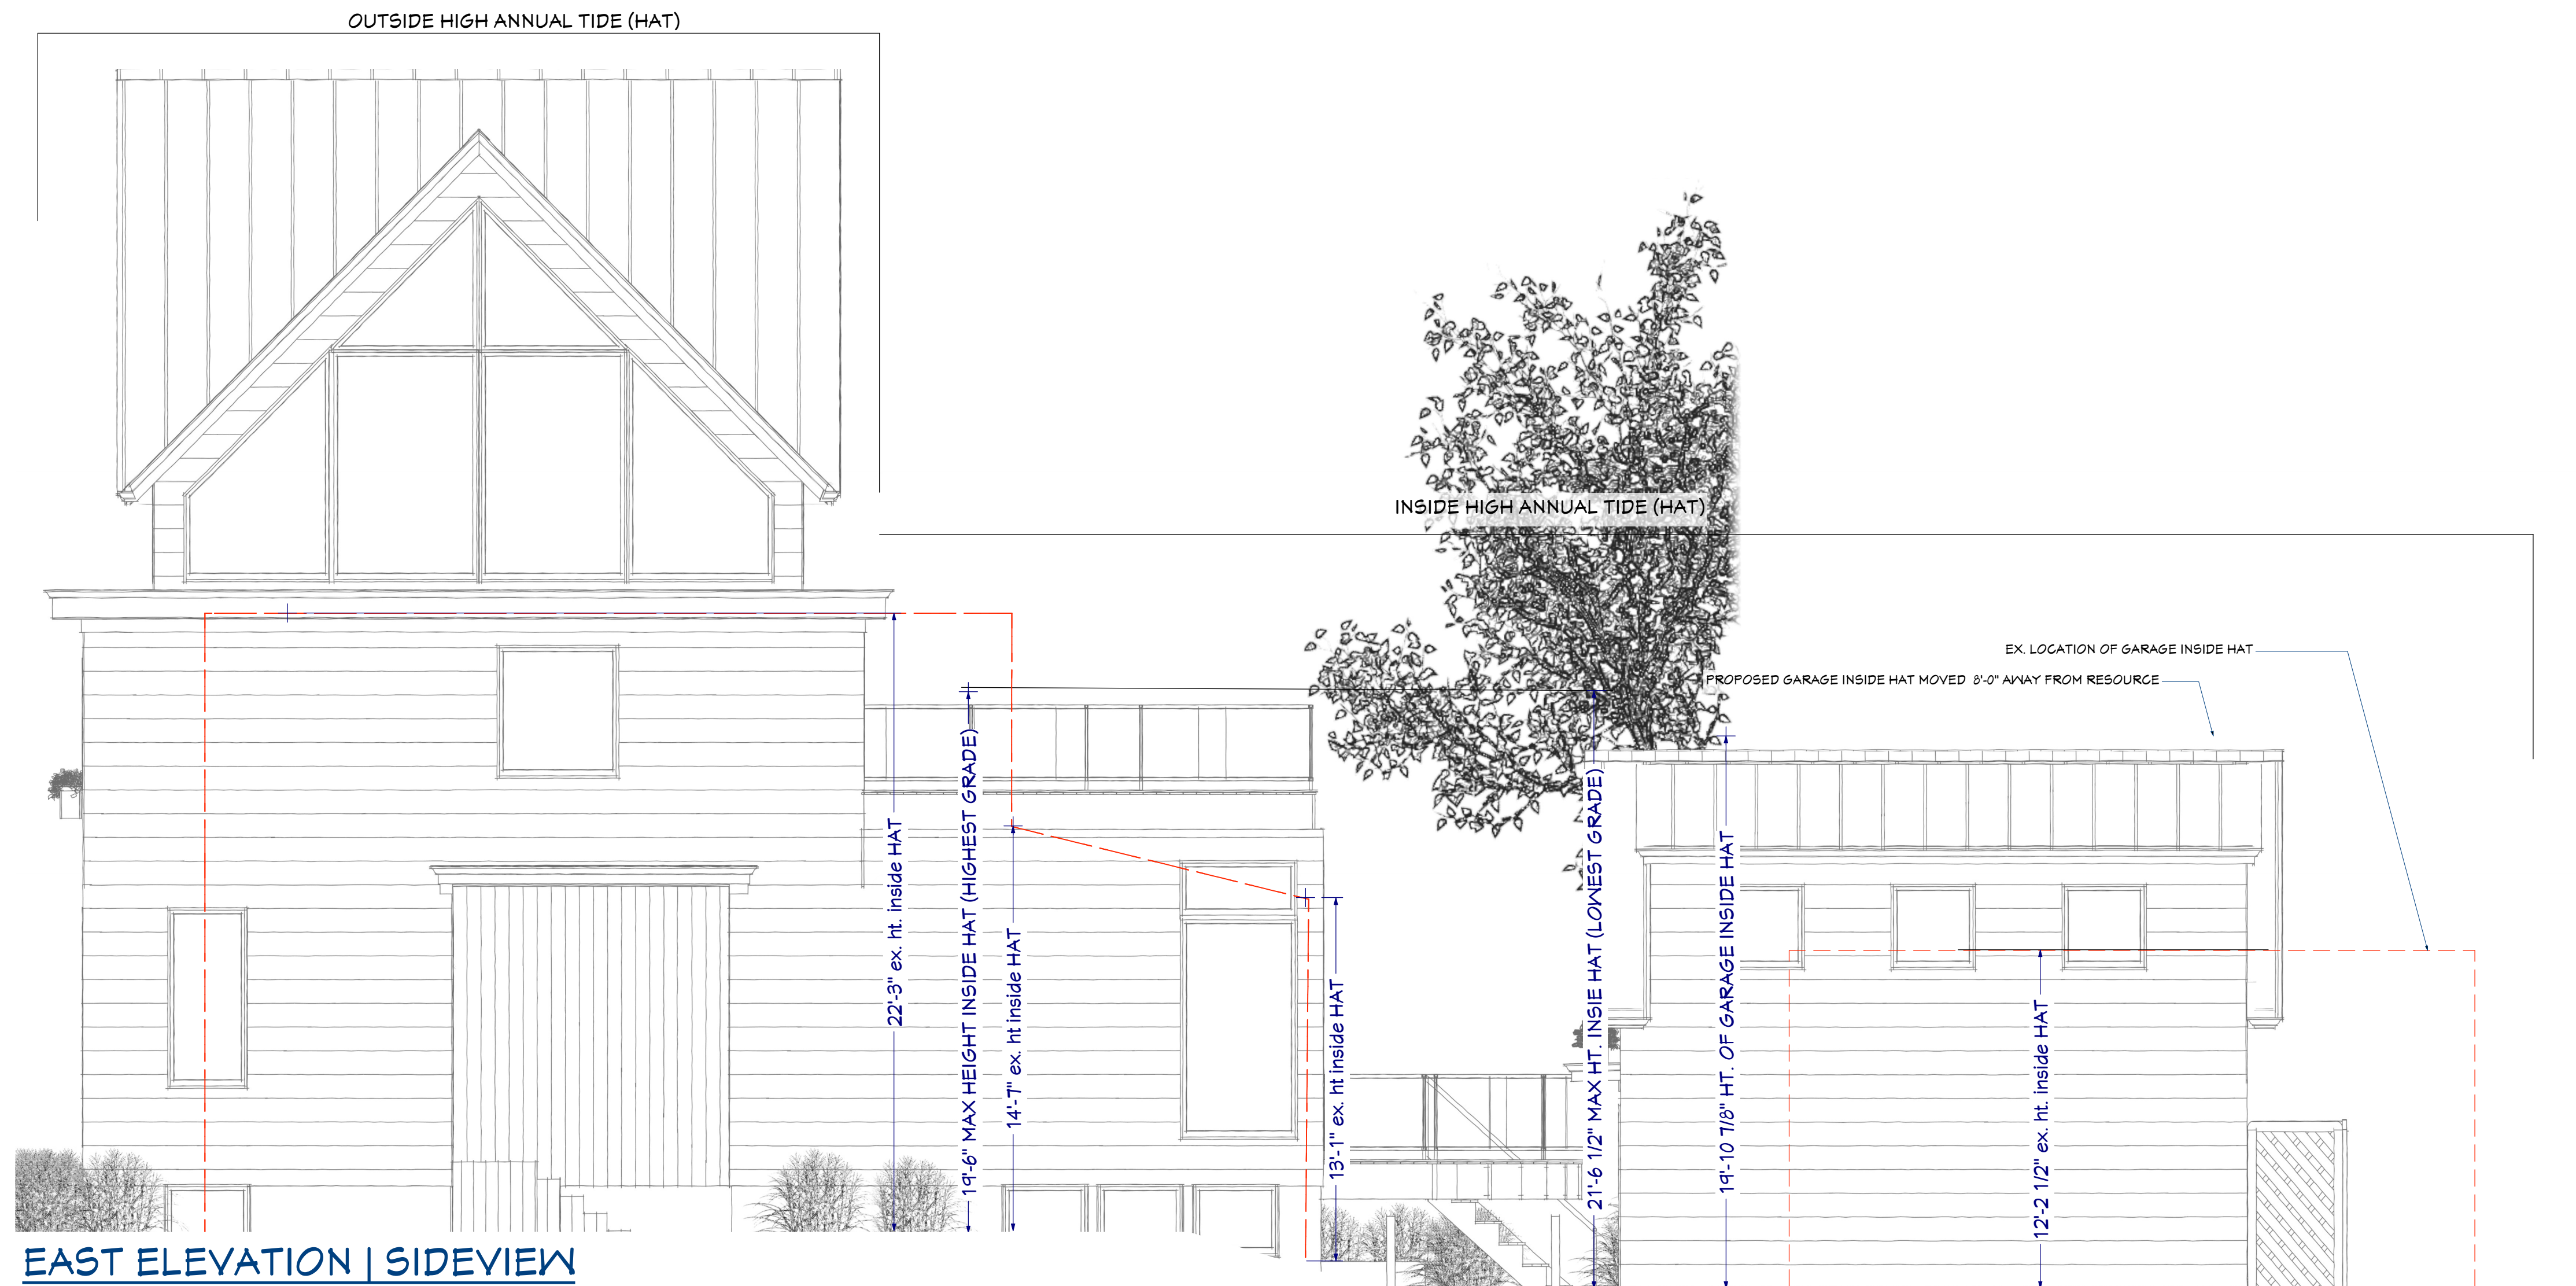 OUTSIDE HIGH ANNUAL TIDE (HAT)
INSIDE HIGH ANNUAL TIDE (HAT)
EX. LOCATION OF GARAGE INSIDE HAT
PROPOSED GARAGE INSIDE HAT MOVED 8'-0" AWAY FROM RESOURCE
22'-3" ex. ht. inside HAT
19'-6" MAX HEIGHT INSIDE HAT (HIGHEST GRADE)
14'-7" ex. ht inside HAT
13'-1" ex. ht inside HAT
21'-6 1/2" MAX HT. INSIE HAT (LOWEST GRADE)
19'-10 7/8" HT. OF GARAGE INSIDE HAT
12'-2 1/2" ex. ht. inside HAT
EAST ELEVATION | SIDEVIEW